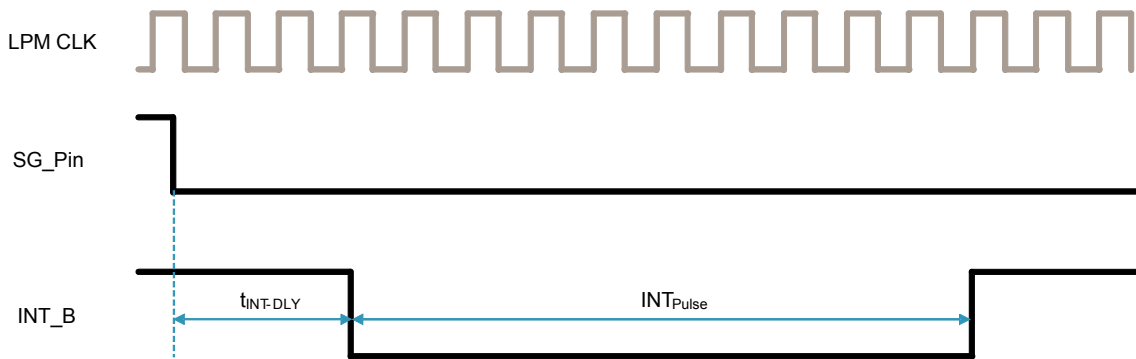 LPM CLK
SG_Pin
INT_B
tINT-DLY
INTPulse